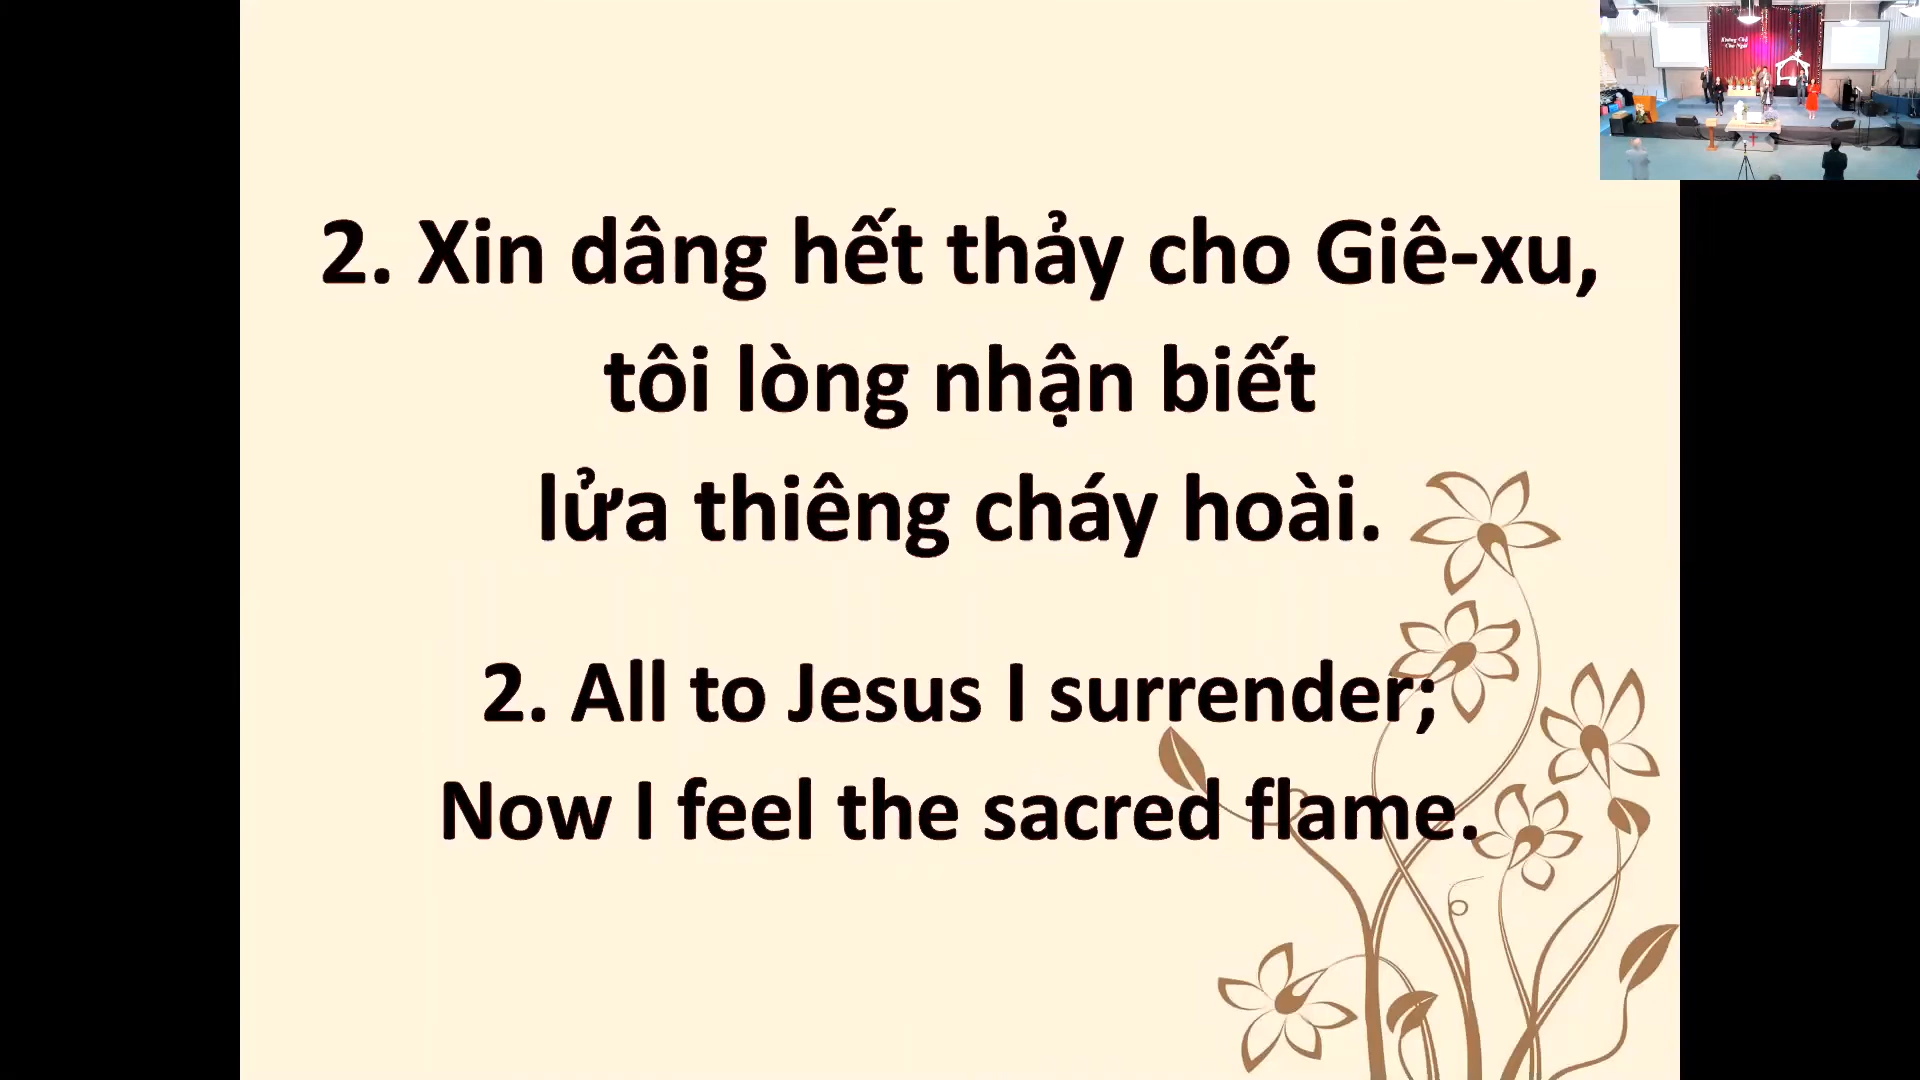 2. Xin dâng hết thảy cho Giê-xu,
tôi lòng nhận biết
lửa thiêng cháy hoài.
2. All to Jesus I surrender;
Now I feel the sacred flame.